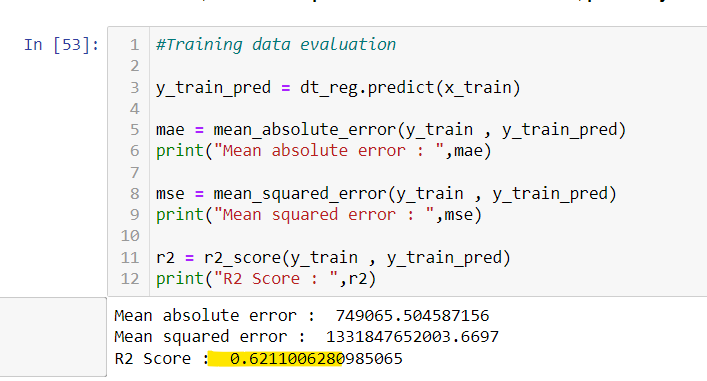 In [53]:
1 #Training data evaluation
2
3 y_train_pred = dt_reg.predict(x_train)
4
5 mae = mean_absolute_error(y_train , y_train_pred)
6 print("Mean absolute error : ",mae)
7
8 mse = mean_squared_error(y_train , y_train_pred)
9 print("Mean squared error : ",mse)
10
11 r2 = r2_score(y_train , y_train_pred)
12 print("R2 Score : ",r2)
Mean absolute error :  749065.504587156
Mean squared error :  1331847652003.6697
R2 Score :  0.6211006280985065